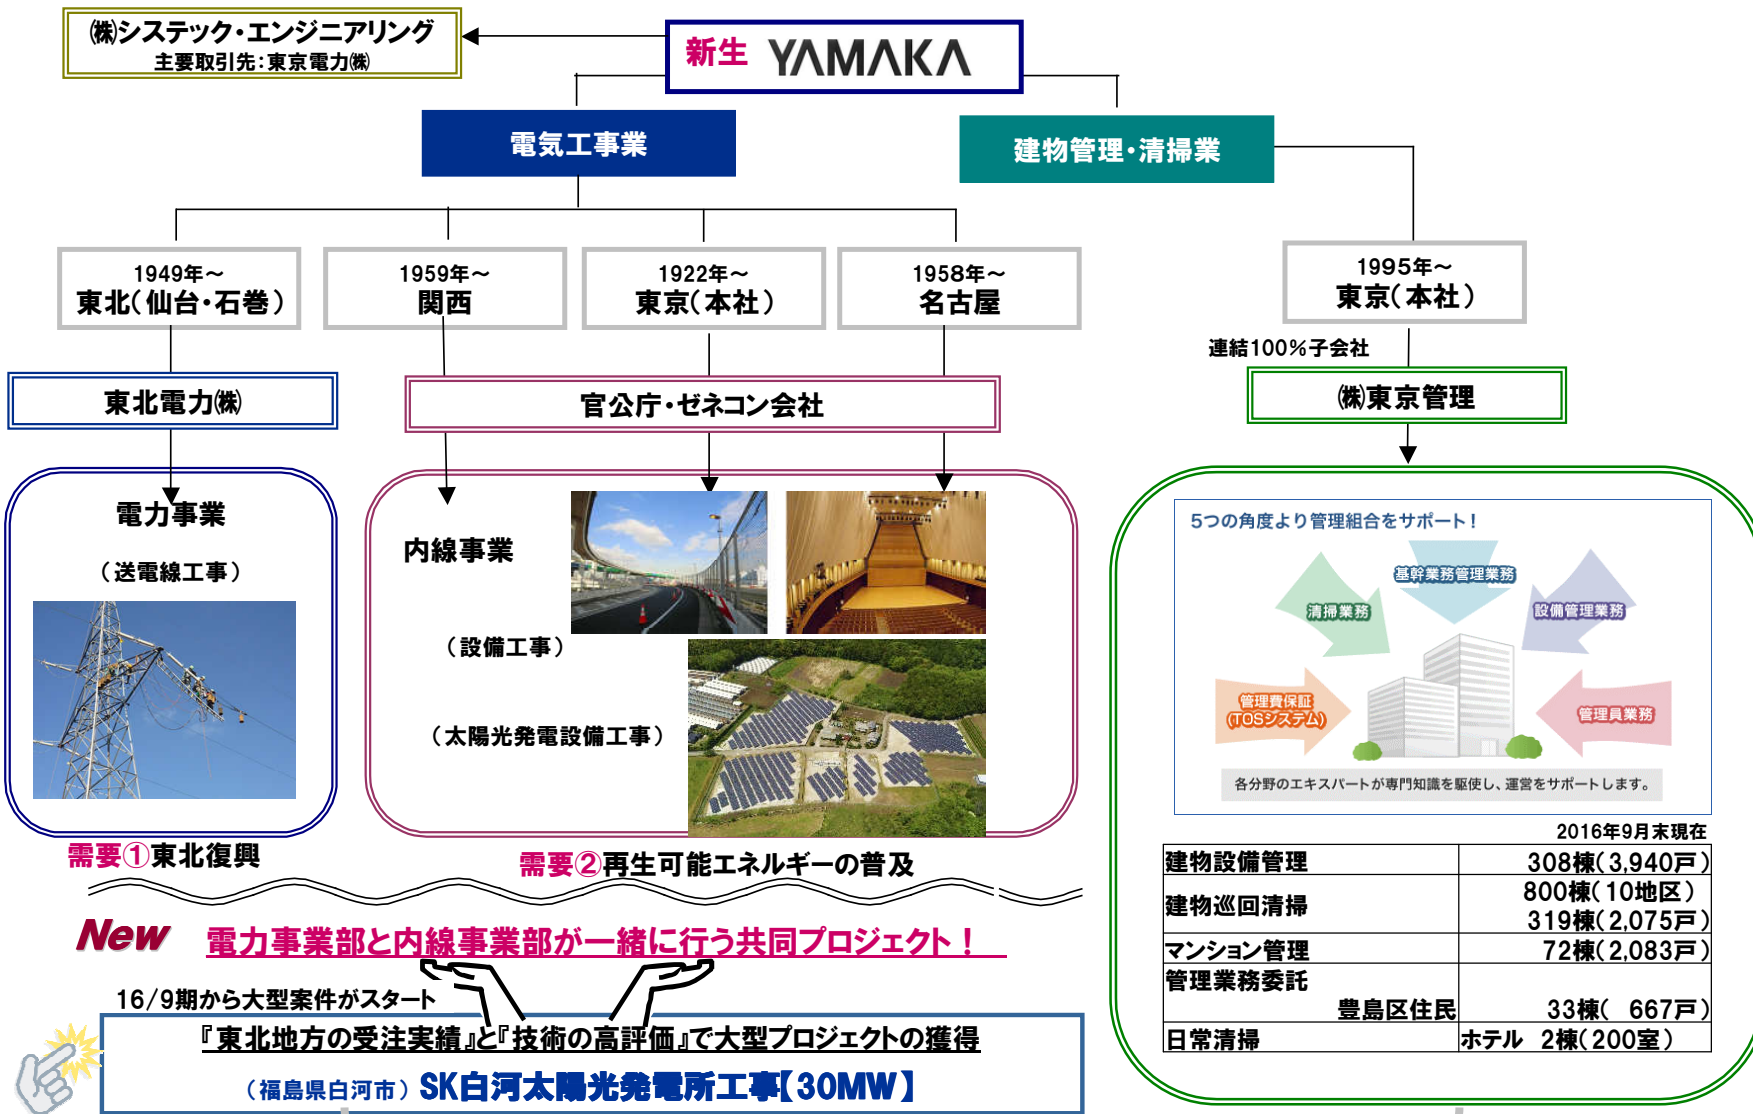 ㈱システック・エンジニアリング
主要取引先：東京電力㈱
新生 YAMAKA
電気工事業
建物管理・清掃業
1949年～
東北（仙台・石巻）
1959年～
関西
1922年～
東京（本社）
1958年～
名古屋
1995年～
東京（本社）
連結100％子会社
東北電力㈱
官公庁・ゼネコン会社
㈱東京管理
電力事業
（送電線工事）
内線事業
（設備工事）
（太陽光発電設備工事）
5つの角度より管理組合をサポート！
基幹業務管理業務
清掃業務
設備管理業務
管理費保証
(TOSシステム)
管理員業務
各分野のエキスパートが専門知識を駆使し、運営をサポートします。
需要①東北復興
需要②再生可能エネルギーの普及
2016年9月末現在
建物設備管理 308棟（3,940戸）
建物巡回清掃 800棟（10地区）
319棟（2,075戸）
マンション管理 72棟（2,083戸）
管理業務委託
豊島区住民 33棟（ 667戸）
日常清掃 ホテル 2棟（200室）
New 電力事業部と内線事業部が一緒に行う共同プロジェクト！
16/9期から大型案件がスタート
『東北地方の受注実績』と『技術の高評価』で大型プロジェクトの獲得
（福島県白河市）SK白河太陽光発電所工事【30MW】